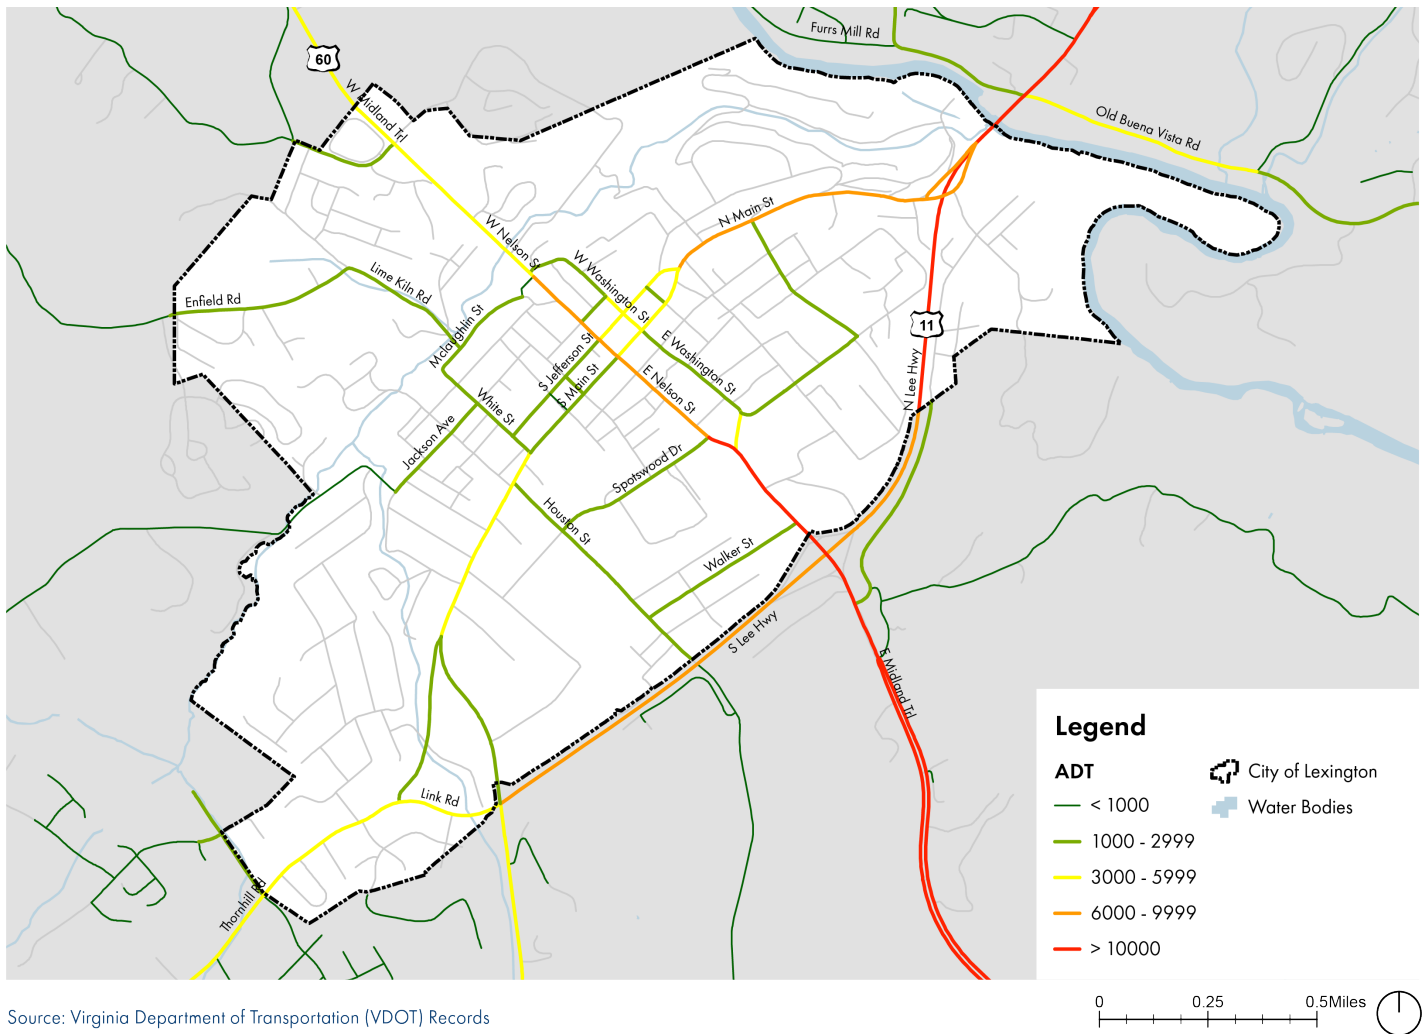 Furrs Mill Rd
60
W Midland Trl
Old Buena Vista Rd
N Main St
W Nelson St
W Washington St
Lime Kiln Rd
Enfield Rd
Mclaughlin St
11
S Jefferson St
E Washington St
S Main St
E Nelson St
N Lee Hwy
White St
Jackson Ave
Spotswood Dr
Houston St
Walker St
S Lee Hwy
E Midland Trl
Link Rd
Thornhill Rd
Legend
ADT
< 1000
1000 - 2999
3000 - 5999
6000 - 9999
> 10000
City of Lexington
Water Bodies
0 0.25 0.5Miles
Source: Virginia Department of Transportation (VDOT) Records